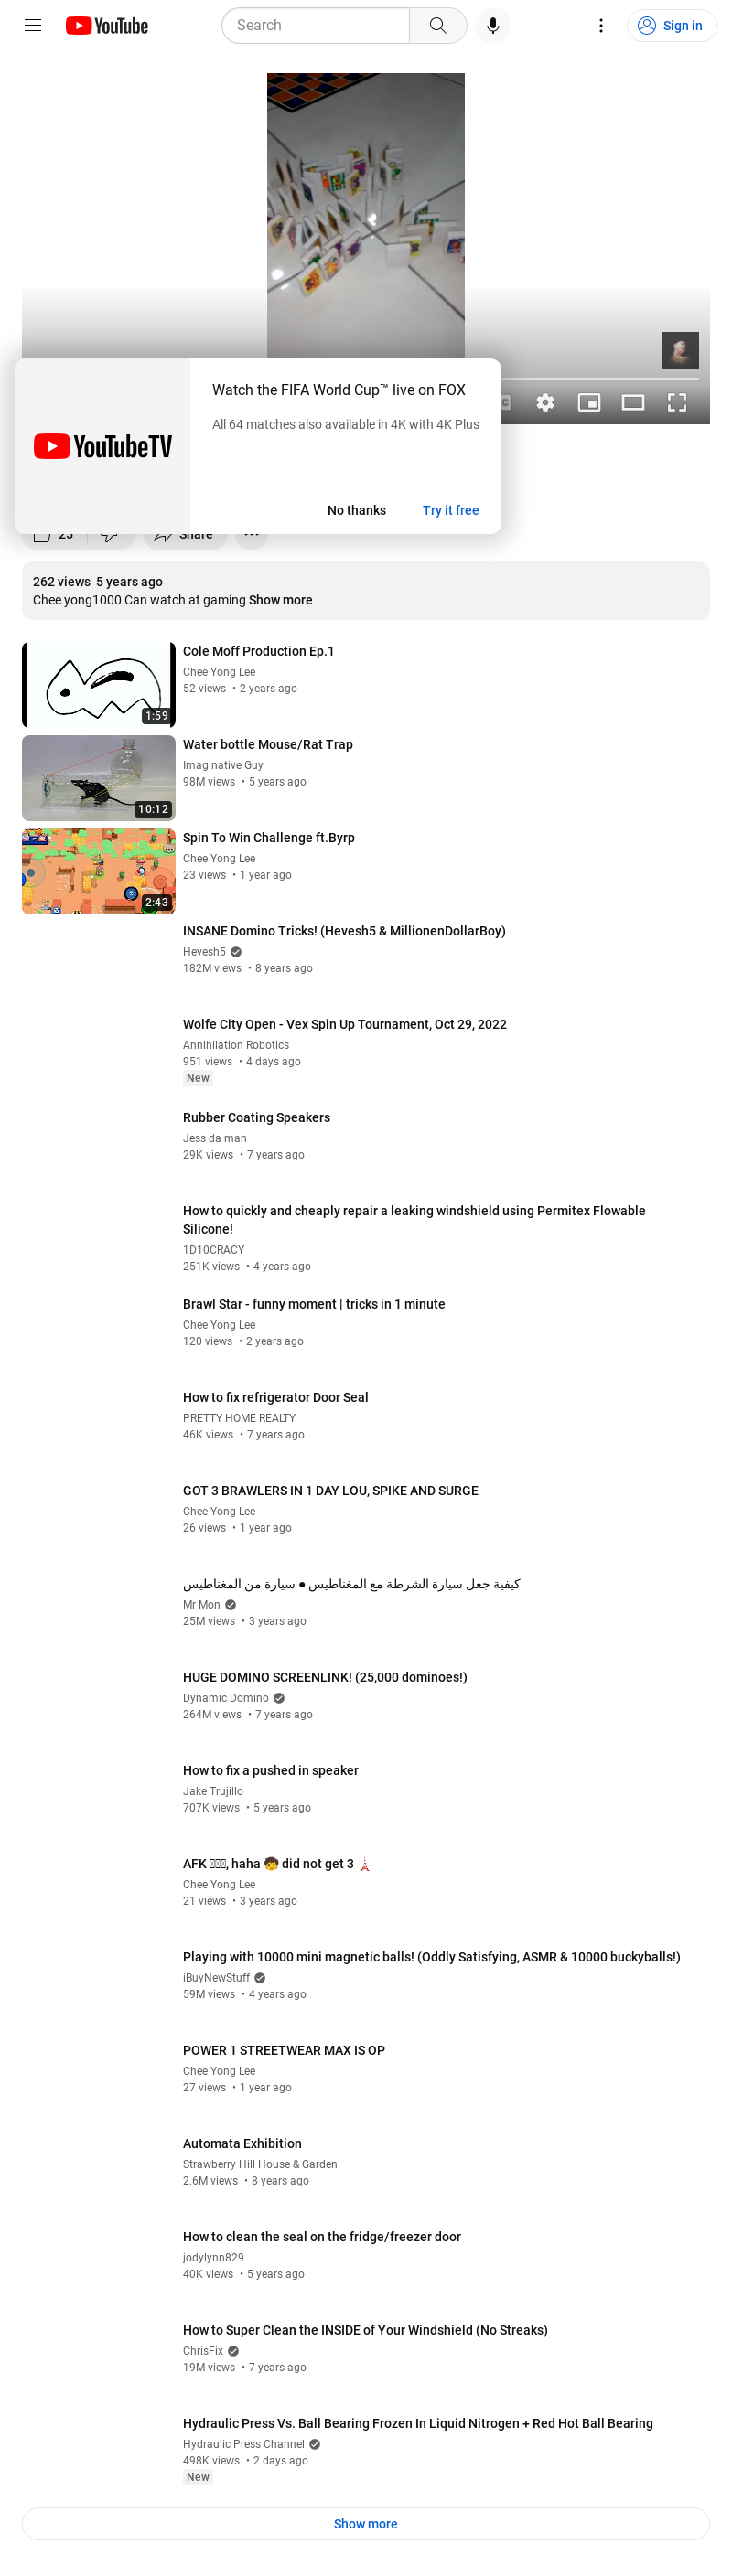 YouTube
Search
Sign in
Watch the FIFA World Cup™ live on FOX
All 64 matches also available in 4K with 4K Plus
YouTubeTV
No thanks
Try it free
25
Share
262 views 5 years ago
Chee yong1000 Can watch at gaming Show more
Cole Moff Production Ep.1
Chee Yong Lee
52 views • 2 years ago
1:59
Water bottle Mouse/Rat Trap
Imaginative Guy
98M views • 5 years ago
10:12
Spin To Win Challenge ft.Byrp
Chee Yong Lee
23 views • 1 year ago
2:43
INSANE Domino Tricks! (Hevesh5 & MillionenDollarBoy)
Hevesh5
182M views • 8 years ago
Wolfe City Open - Vex Spin Up Tournament, Oct 29, 2022
Annihilation Robotics
951 views • 4 days ago
New
Rubber Coating Speakers
Jess da man
29K views • 7 years ago
How to quickly and cheaply repair a leaking windshield using Permitex Flowable
Silicone!
1D10CRACY
251K views • 4 years ago
Brawl Star - funny moment | tricks in 1 minute
Chee Yong Lee
120 views • 2 years ago
How to fix refrigerator Door Seal
PRETTY HOME REALTY
46K views • 7 years ago
GOT 3 BRAWLERS IN 1 DAY LOU, SPIKE AND SURGE
Chee Yong Lee
26 views • 1 year ago
كيفية جعل سيارة الشرطة مع المغناطيس ● سيارة من المغناطيس
Mr Mon
25M views • 3 years ago
HUGE DOMINO SCREENLINK! (25,000 dominoes!)
Dynamic Domino
264M views • 7 years ago
How to fix a pushed in speaker
Jake Trujillo
707K views • 5 years ago
AFK , haha 🧒 did not get 3 🗼
Chee Yong Lee
21 views • 3 years ago
Playing with 10000 mini magnetic balls! (Oddly Satisfying, ASMR & 10000 buckyballs!)
iBuyNewStuff
59M views • 4 years ago
POWER 1 STREETWEAR MAX IS OP
Chee Yong Lee
27 views • 1 year ago
Automata Exhibition
Strawberry Hill House & Garden
2.6M views • 8 years ago
How to clean the seal on the fridge/freezer door
jodylynn829
40K views • 5 years ago
How to Super Clean the INSIDE of Your Windshield (No Streaks)
ChrisFix
19M views • 7 years ago
Hydraulic Press Vs. Ball Bearing Frozen In Liquid Nitrogen + Red Hot Ball Bearing
Hydraulic Press Channel
498K views • 2 days ago
New
Show more